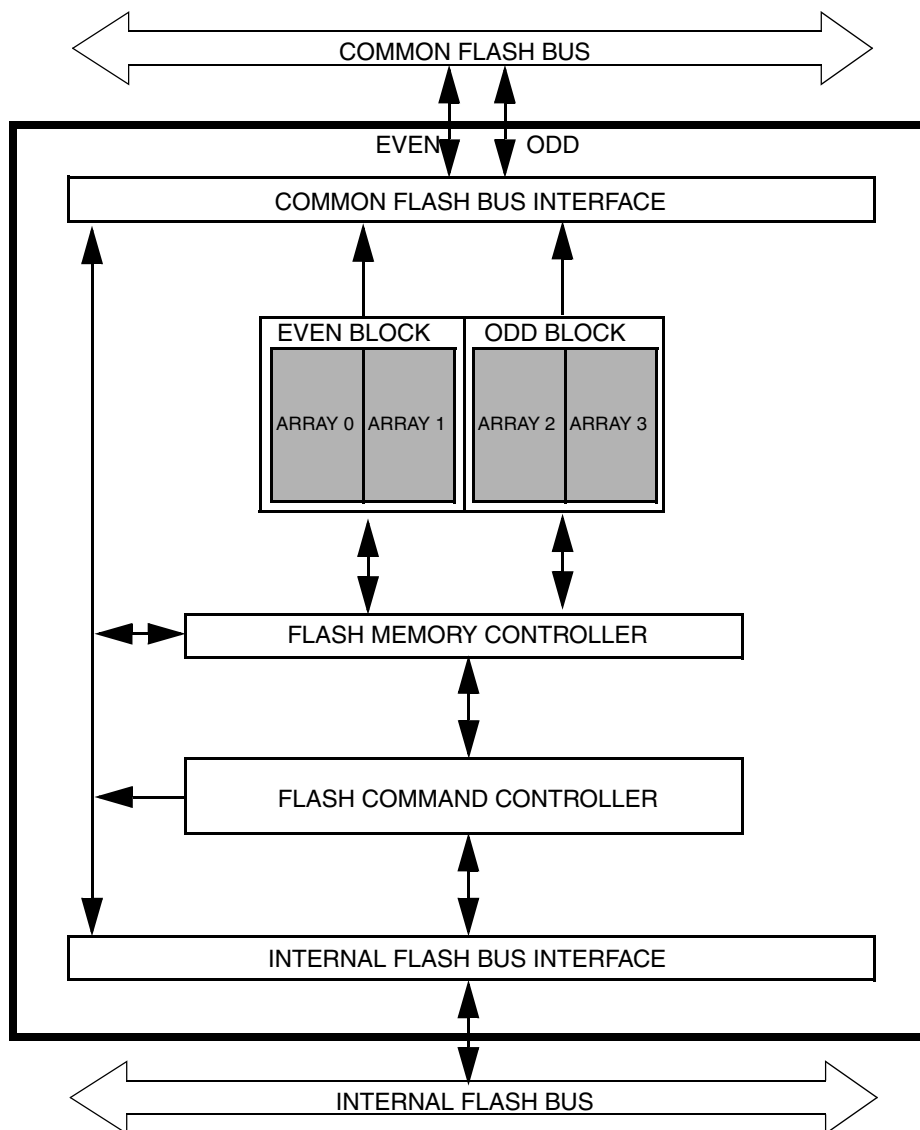 COMMON FLASH BUS
EVEN
ODD
COMMON FLASH BUS INTERFACE
EVEN BLOCK
ODD BLOCK
ARRAY 0
ARRAY 1
ARRAY 2
ARRAY 3
FLASH MEMORY CONTROLLER
FLASH COMMAND CONTROLLER
INTERNAL FLASH BUS INTERFACE
INTERNAL FLASH BUS